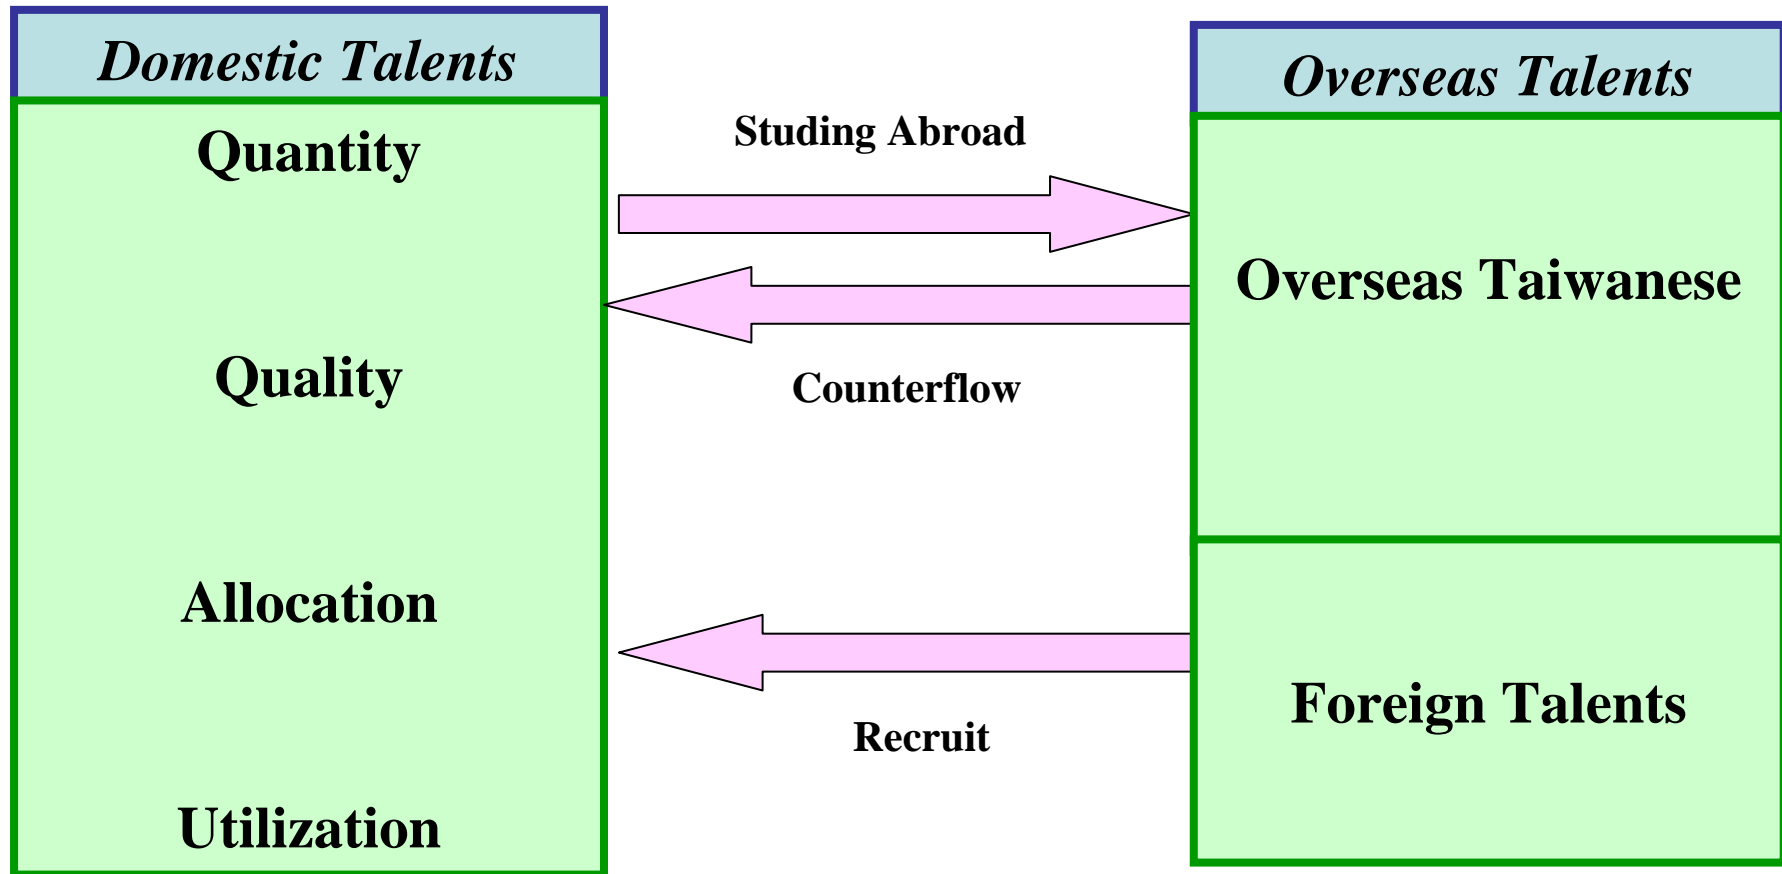 Domestic Talents
Quantity
Quality
Allocation
Utilization
Studing Abroad
Counterflow
Recruit
Overseas Talents
Overseas Taiwanese
Foreign Talents